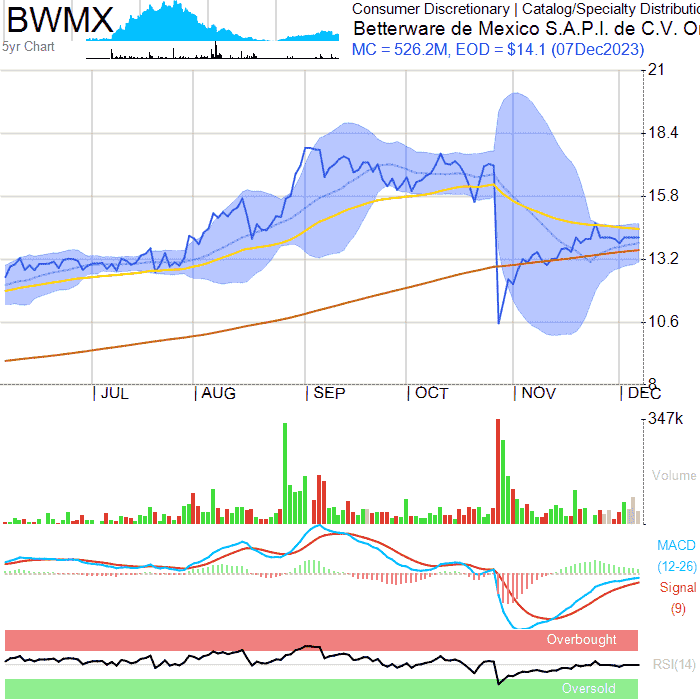 BWMX
5yr Chart
Consumer Discretionary | Catalog/Specialty Distributio
Betterware de Mexico S.A.P.I. de C.V. Or
MC = 526.2M, EOD = $14.1 (07Dec2023)
21
18.4
15.8
13.2
10.6
8
JUL
AUG
SEP
OCT
NOV
DEC
347k
Volume
MACD
(12-26)
Signal
(9)
Overbought
RSI(14)
Oversold